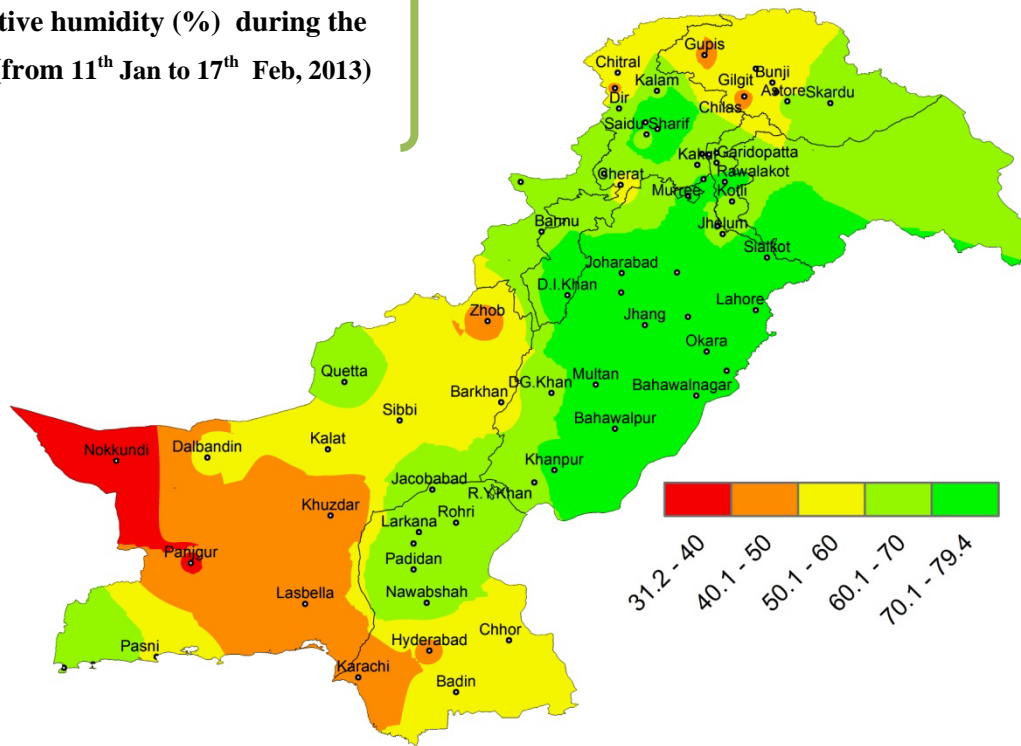 tive humidity (%) during the
(from 11th Jan to 17th Feb, 2013)
Gupis
Chitral
Bunji
Gilgit
Kalam
Astore
Skardu
Dir
Chilas
Saidu Sharif
Kakul
Garidopatta
Cherat
Rawalakot
Murree
Kotli
Bannu
Jhelum
Sialkot
Joharabad
D.I.Khan
Lahore
Zhob
Jhang
Okara
Quetta
Multan
D.G.Khan
Bahawalnagar
Barkhan
Sibbi
Bahawalpur
Kalat
Dalbandin
Nokkundi
Khanpur
Jacobabad
R.Y.Khan
Khuzdar
Rohri
Larkana
Panjgur
Padidan
Lasbella
Nawabshah
Chhor
Hyderabad
Pasni
Karachi
Badin
31.2 - 40
40.1 - 50
50.1 - 60
60.1 - 70
70.1 - 79.4